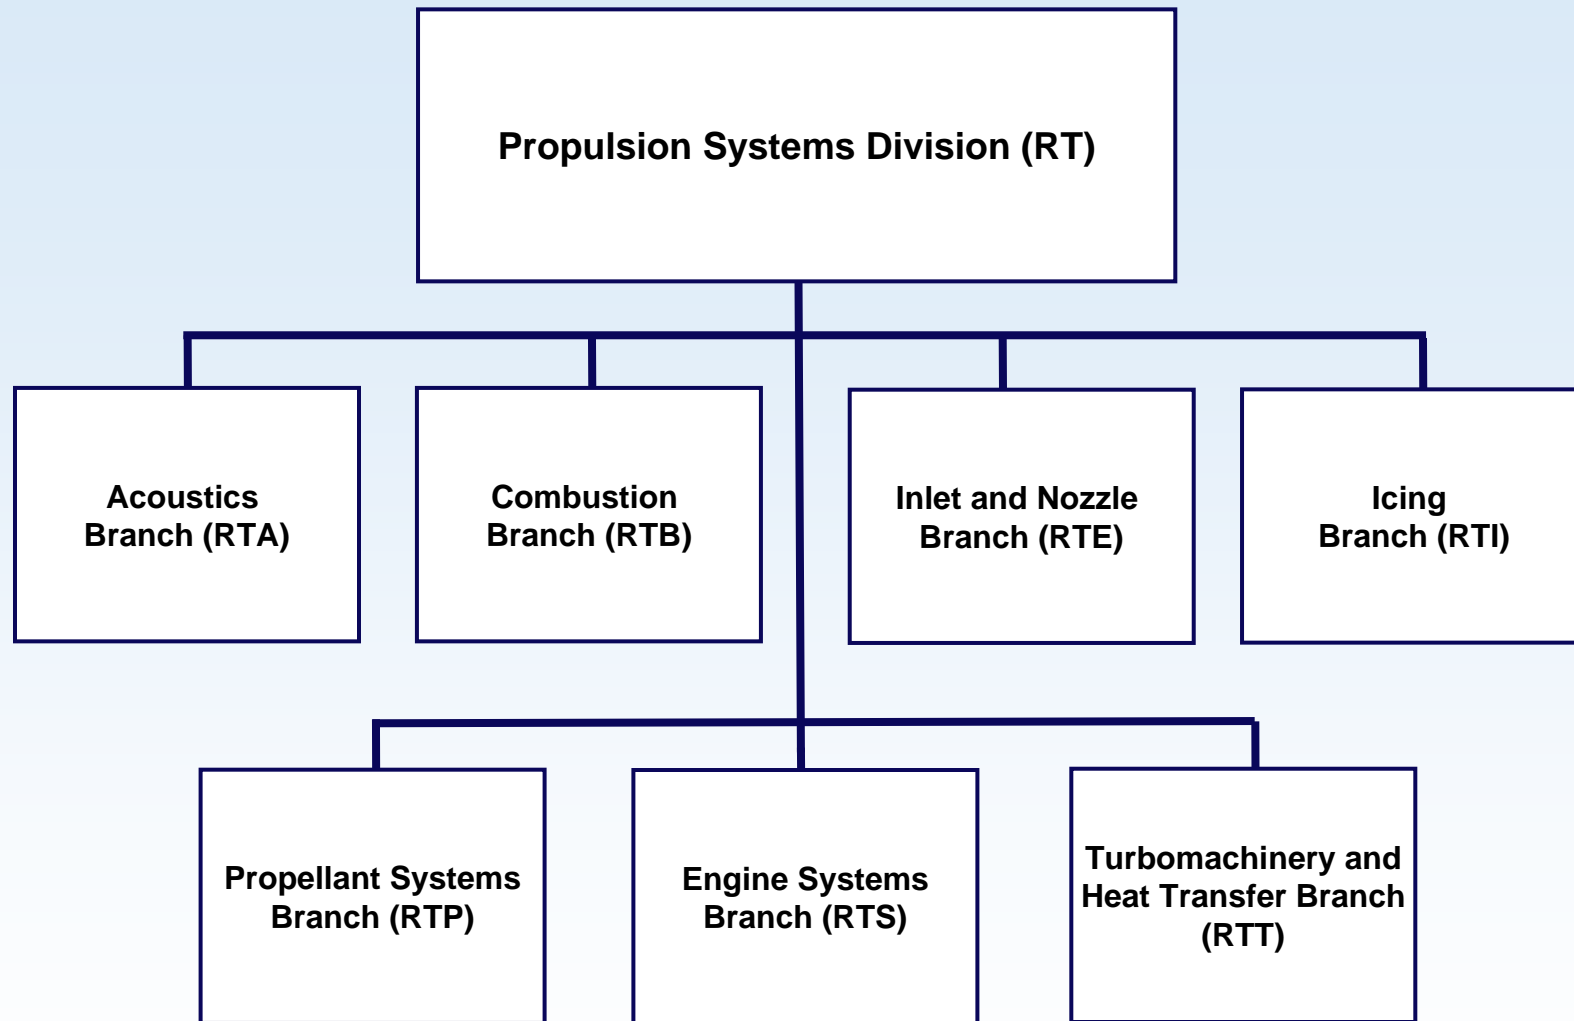 Propulsion Systems Division (RT)
Acoustics
Branch (RTA)
Combustion
Branch (RTB)
Inlet and Nozzle
Branch (RTE)
Icing
Branch (RTI)
Propellant Systems
Branch (RTP)
Engine Systems
Branch (RTS)
Turbomachinery and
Heat Transfer Branch
(RTT)